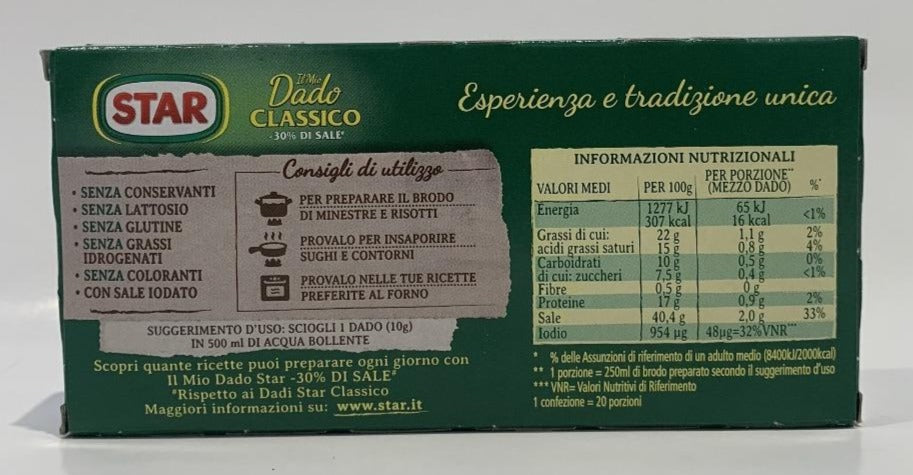 STAR
Il Mio
Dado
CLASSICO
-30% DI SALE#
Esperienza e tradizione unica
• SENZA CONSERVANTI
• SENZA LATTOSIO
• SENZA GLUTINE
• SENZA GRASSI
IDROGENATI
• SENZA COLORANTI
• CON SALE IODATO
Consigli di utilizzo
PER PREPARARE IL BRODO
DI MINESTRE E RISOTTI
PROVALO PER INSAPORIRE
SUGHI E CONTORNI
PROVALO NELLE TUE RICETTE
PREFERITE AL FORNO
SUGGERIMENTO D'USO: SCIOGLI 1 DADO (10g)
IN 500 ml DI ACQUA BOLLENTE
Scopri quante ricette puoi preparare ogni giorno con
Il Mio Dado Star -30% DI SALE#
#Rispetto ai Dadi Star Classico
Maggiori informazioni su: www.star.it
INFORMAZIONI NUTRIZIONALI
VALORI MEDI PER 100g PER PORZIONE** (MEZZO DADO) %*
Energia 1277 kJ 65 kJ
307 kcal 16 kcal <1%
Grassi di cui: 22 g 1,1 g 2%
acidi grassi saturi 15 g 0,8 g 4%
Carboidrati 10 g 0,5 g 0%
di cui: zuccheri 7,5 g 0,4 g <1%
Fibre 0,5 g 0 g
Proteine 17 g 0,9 g 2%
Sale 40,4 g 2,0 g 33%
Iodio 954 µg 48µg=32%VNR***
* % delle Assunzioni di riferimento di un adulto medio (8400kJ/2000kcal)
** 1 porzione = 250ml di brodo preparato secondo il suggerimento d'uso
*** VNR= Valori Nutritivi di Riferimento
1 confezione = 20 porzioni